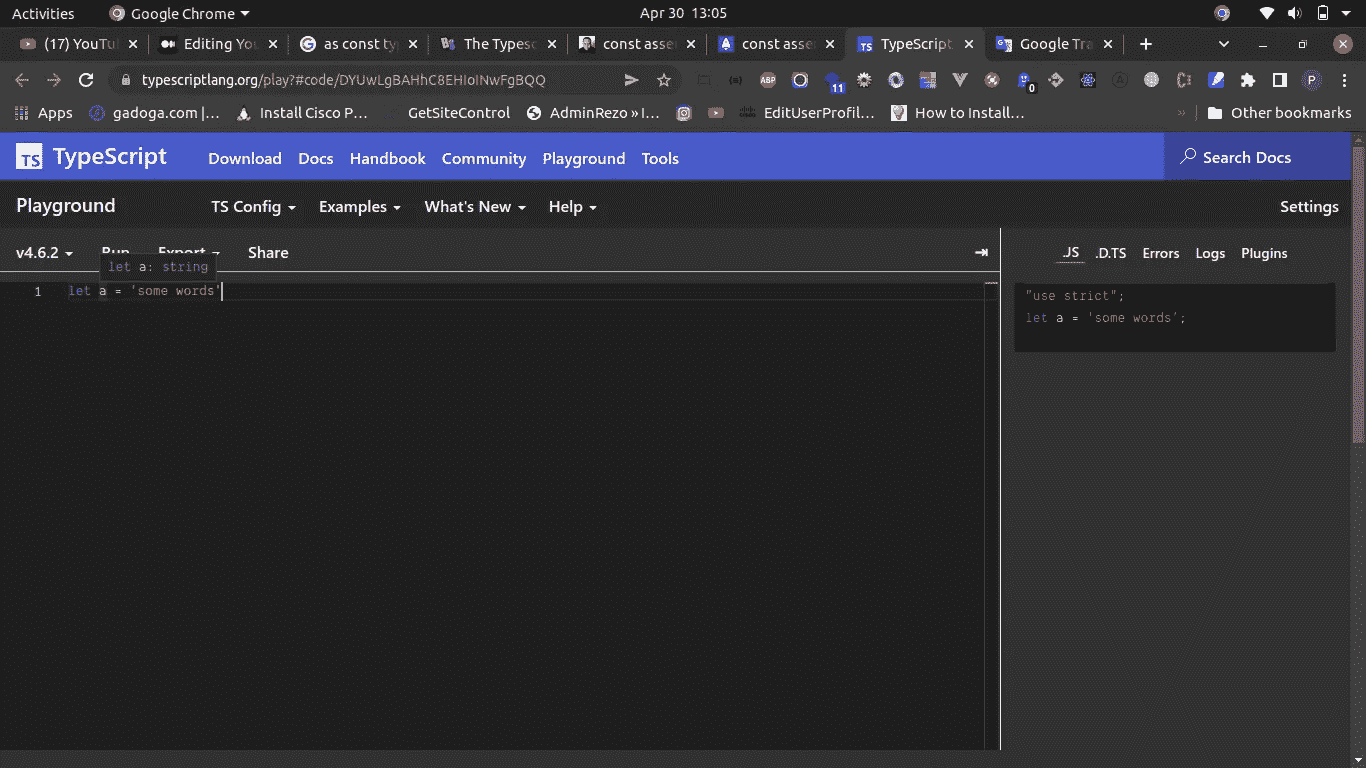 Activities Google Chrome Apr 30 13:05
(17) YouTu Editing Yo as const ty The Typesc const asse const asse TypeScript Google Tra
typescriptlang.org/play?#code/DYUwLgBAHhC8EHIoINwFgBQQ ABP 11 0 P
Apps gadoga.com |... Install Cisco P... GetSiteControl AdminRezo » I... EditUserProfil... How to Install... » Other bookmarks
TS TypeScript Download Docs Handbook Community Playground Tools Search Docs
Playground TS Config Examples What's New Help Settings
v4.6.2 Run Export Share .JS .D.TS Errors Logs Plugins
let a: string
1 let a = 'some words'
"use strict";
let a = 'some words';